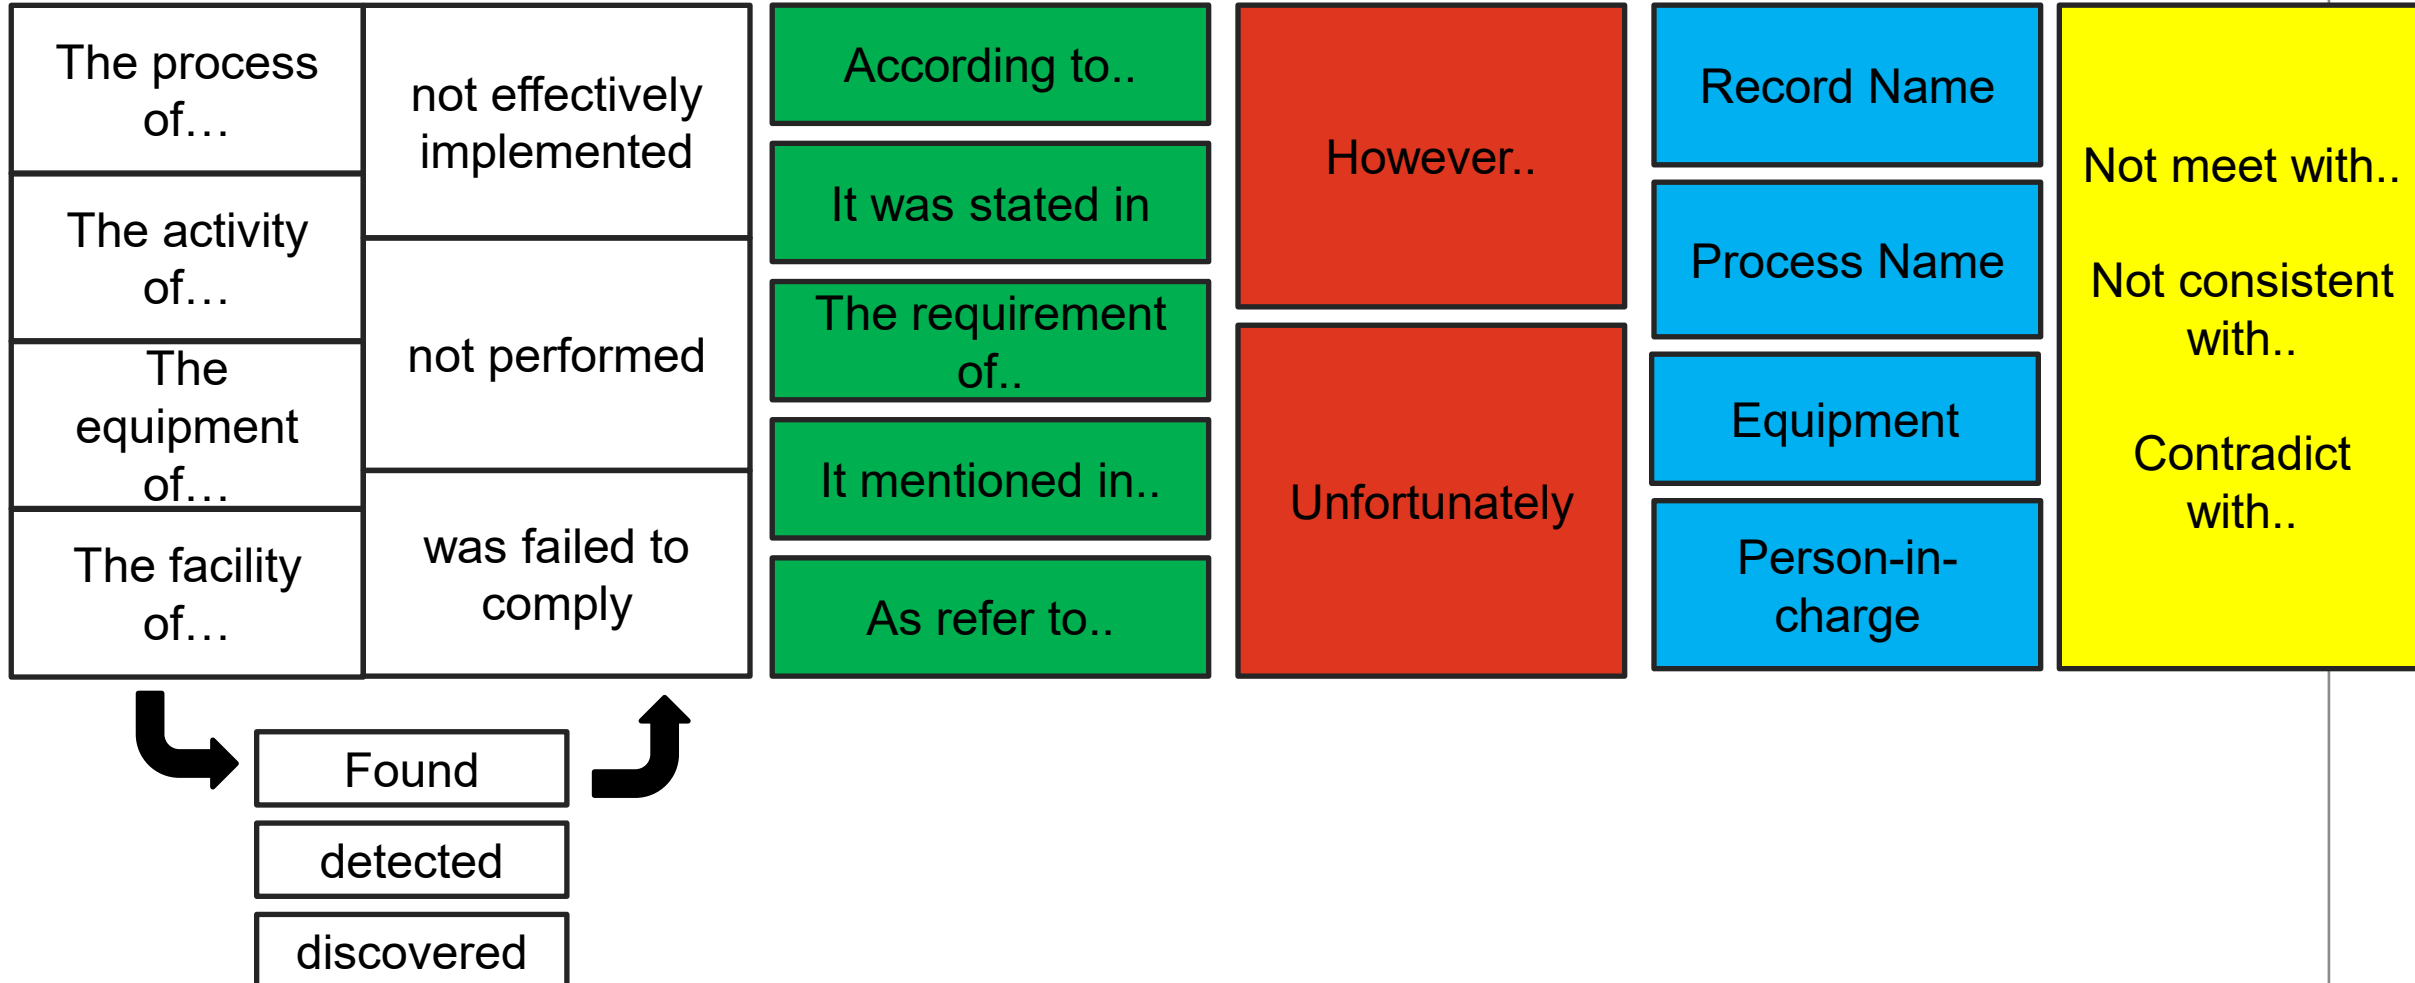 The process
of…
The activity
of…
The
equipment
of…
The facility
of…
not effectively
implemented
not performed
was failed to
comply
Found
detected
discovered
According to..
It was stated in
The requirement
of..
It mentioned in..
As refer to..
However..
Unfortunately
Record Name
Process Name
Equipment
Person-in-
charge
Not meet with..
Not consistent
with..
Contradict
with..